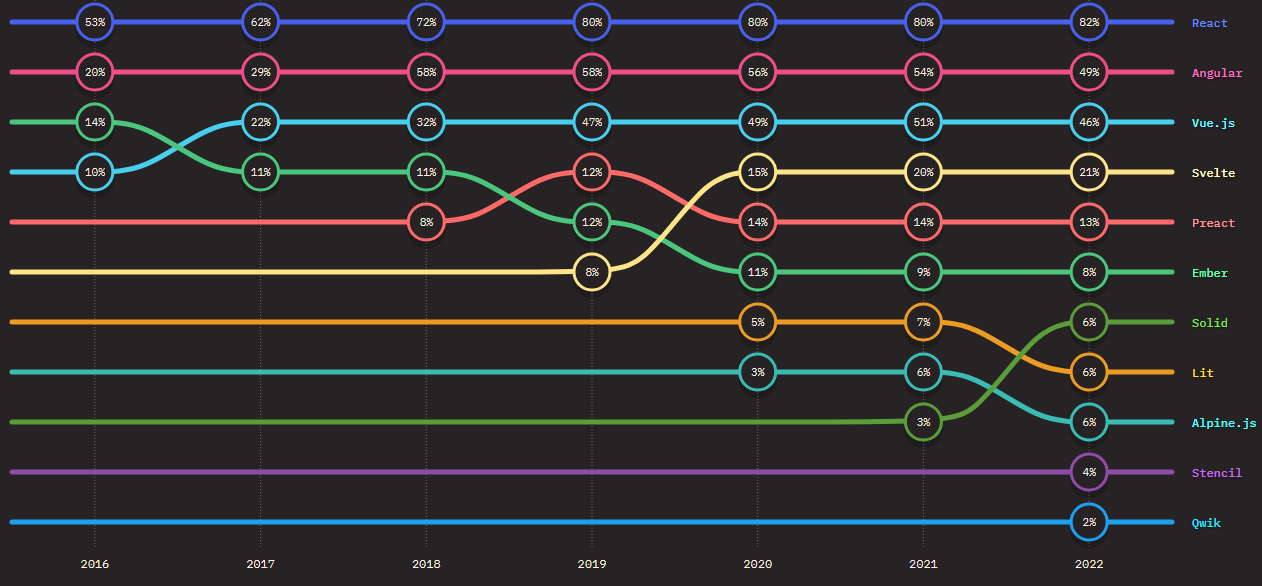 53% 62% 72% 80% 80% 80% 82% React
20% 29% 58% 58% 56% 54% 49% Angular
14% 22% 32% 47% 49% 51% 46% Vue.js
10% 11% 11% 12% 15% 20% 21% Svelte
8% 12% 14% 14% 13% Preact
8% 11% 9% 8% Ember
5% 7% 6% Solid
3% 6% 6% Lit
3% 6% Alpine.js
4% Stencil
2% Qwik
2016 2017 2018 2019 2020 2021 2022